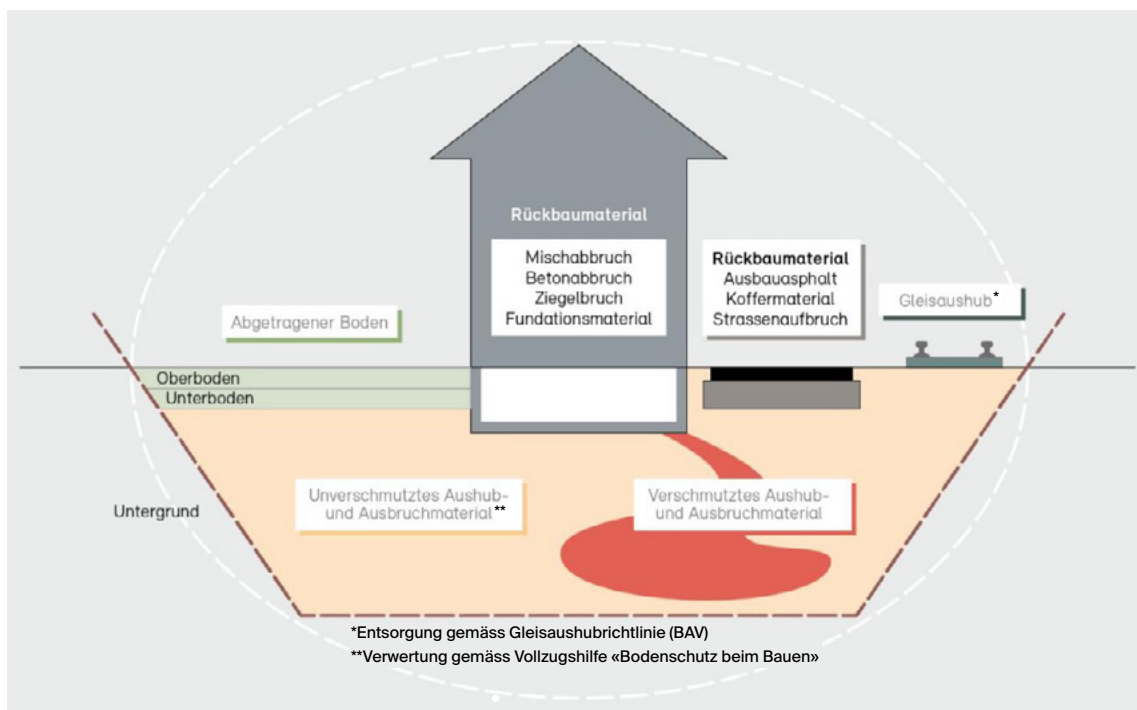 Rückbaumaterial
Mischabbruch
Betonabbruch
Ziegelbruch
Fundationsmaterial
Rückbaumaterial
Ausbauasphalt
Koffermaterial
Strassenaufbruch
Gleisaushub*
Abgetragener Boden
Oberboden
Unterboden
Untergrund
Unverschmutztes Aushub-
und Ausbruchmaterial**
Verschmutztes Aushub-
und Ausbruchmaterial
*Entsorgung gemäss Gleisaushubrichtlinie (BAV)
**Verwertung gemäss Vollzugshilfe «Bodenschutz beim Bauen»